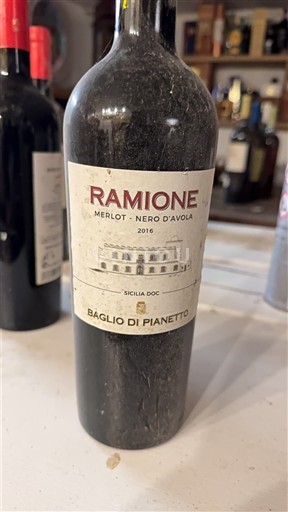 RAMIONE
MERLOT - NERO D'AVOLA
2016
SICILIA DOC
BAGLIO DI PIANETTO